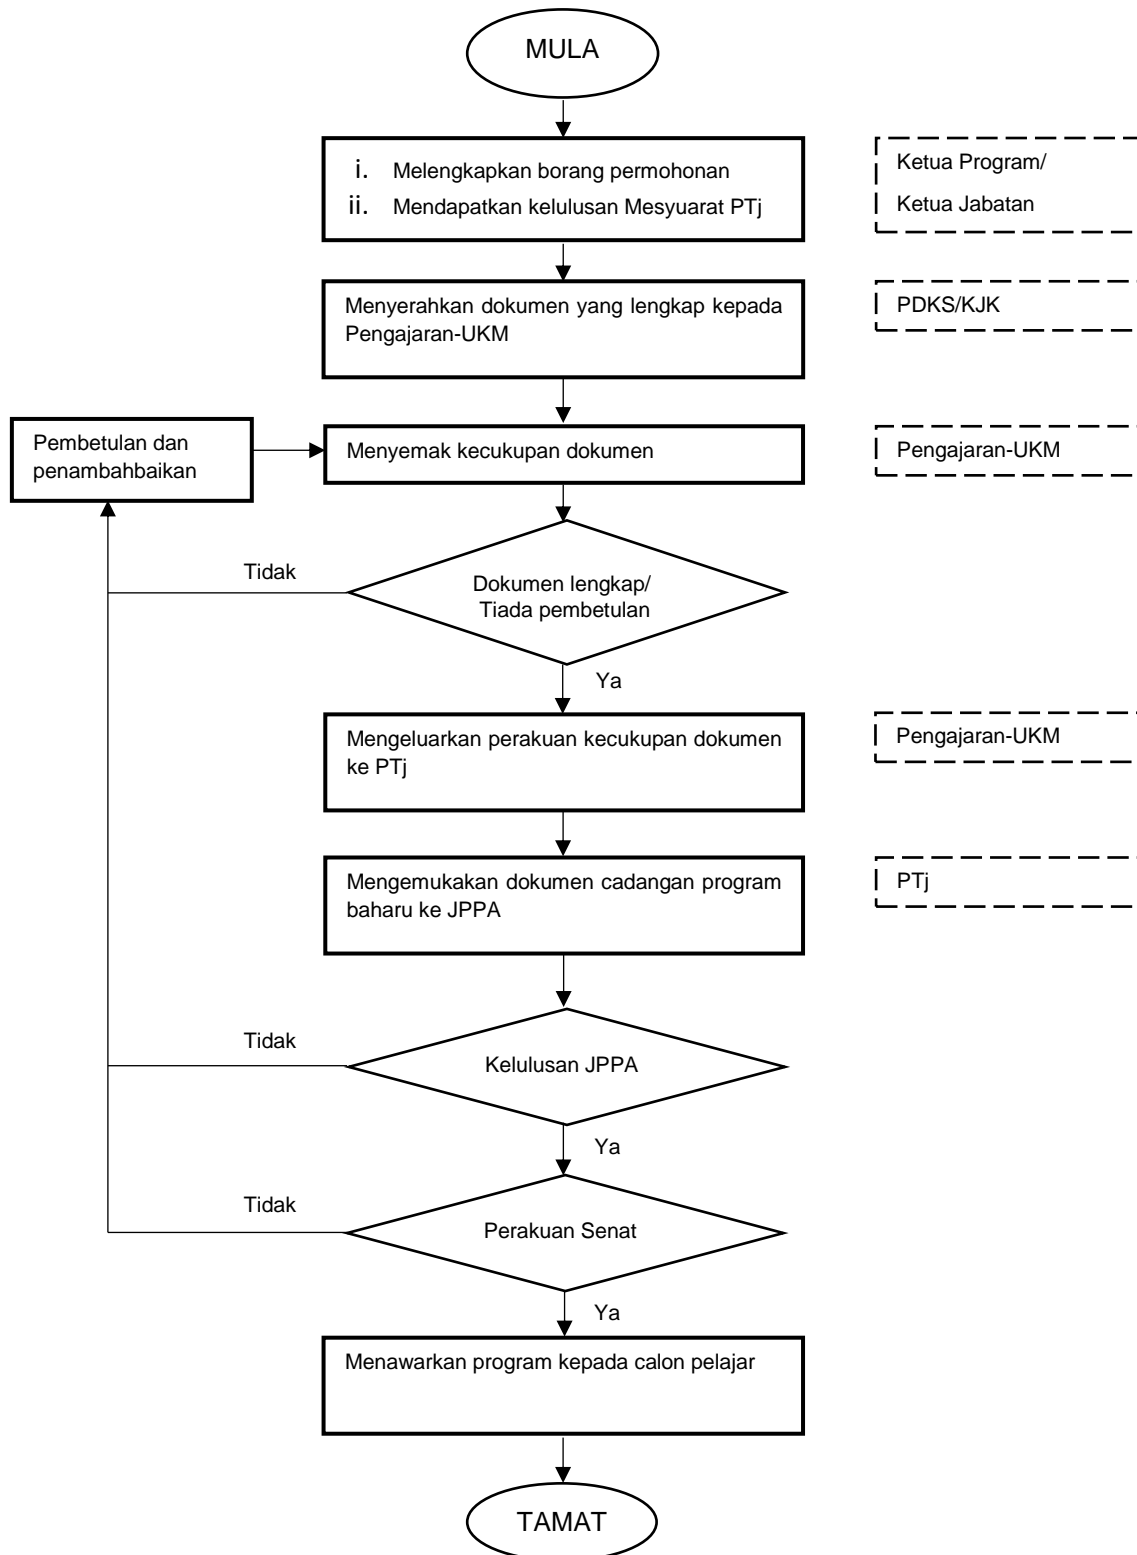 MULA
i. Melengkapkan borang permohonan
ii. Mendapatkan kelulusan Mesyuarat PTj
Ketua Program/
Ketua Jabatan
Menyerahkan dokumen yang lengkap kepada
Pengajaran-UKM
PDKS/KJK
Pembetulan dan
penambahbaikan
Menyemak kecukupan dokumen
Pengajaran-UKM
Tidak
Dokumen lengkap/
Tiada pembetulan
Ya
Mengeluarkan perakuan kecukupan dokumen
ke PTj
Pengajaran-UKM
Mengemukakan dokumen cadangan program
baharu ke JPPA
PTj
Tidak
Kelulusan JPPA
Ya
Tidak
Perakuan Senat
Ya
Menawarkan program kepada calon pelajar
TAMAT